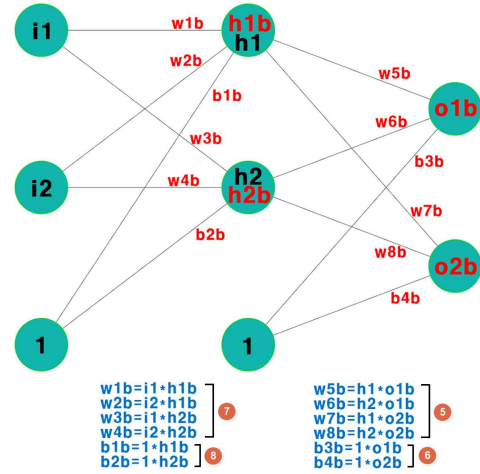 i1
w1b
h1b
h1
w2b
b1b
w5b
o1b
w6b
w3b
b3b
i2
w4b
h2
h2b
w7b
b2b
w8b
o2b
b4b
1
1
w1b=i1*h1b
w2b=i2*h1b
w3b=i1*h2b
w4b=i2*h2b
7
b1b=1*h1b
b2b=1*h2b
8
w5b=h1*o1b
w6b=h2*o1b
w7b=h1*o2b
w8b=h2*o2b
5
b3b=1*o1b
b4b=1*o2b
6